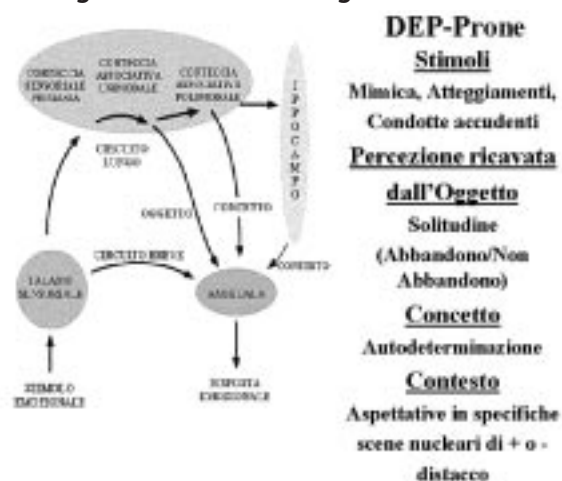 CORTECCIA
SENSORIALE
PRIMARIA
CORTECCIA
ASSOCIATIVA
UNIMODALE
CORTECCIA
ASSOCIATIVA
POLIMODALE
IPPOCAMPO
CIRCUITO
LUNGO
OGGETTO
CONCETTO
CIRCUITO BREVE
CONTESTO
TALAMO
SENSORIALE
AMIGDALA
STIMOLO
EMOZIONALE
RISPOSTA
EMOZIONALE
DEP-Prone
Stimoli
Mimica, Atteggiamenti,
Condotte accudenti
Percezione ricavata
dall'Oggetto
Solitudine
(Abbandono/Non
Abbandono)
Concetto
Autodeterminazione
Contesto
Aspettative in specifiche
scene nucleari di + o -
distacco